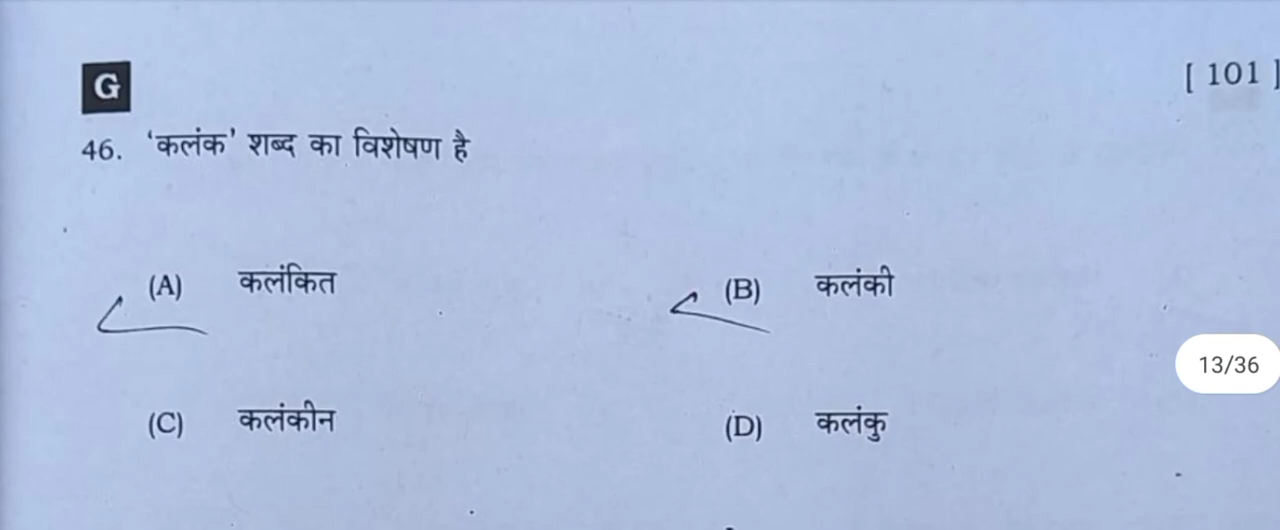 G
[ 101 ]
46. 'कलंक' शब्द का विशेषण है
(A) कलंकित (B) कलंकी
13/36
(C) कलंकीन (D) कलंकु